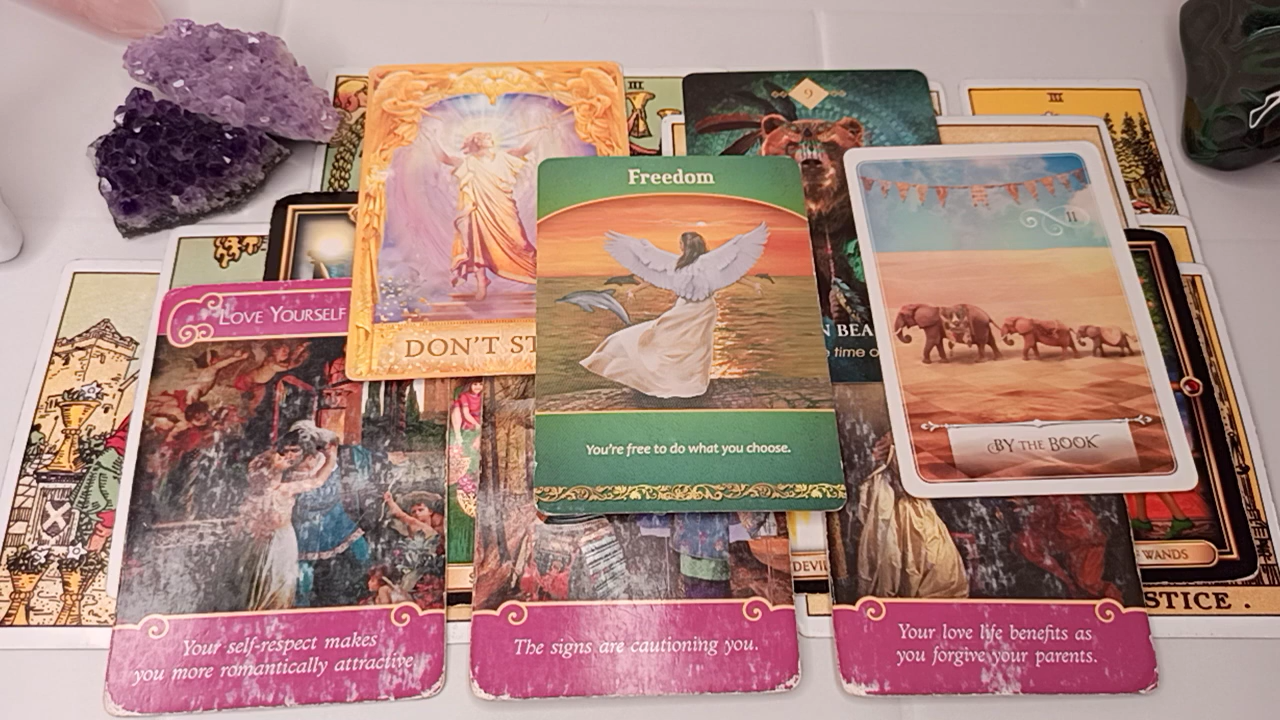 III
9
III
Freedom
II
LOVE YOURSELF
DON'T ST
N BEA
time o
You're free to do what you choose.
BY THE BOOK
DEVIL
WANDS
STICE.
Your self-respect makes
you more romantically attractive
The signs are cautioning you.
Your love life benefits as
you forgive your parents.